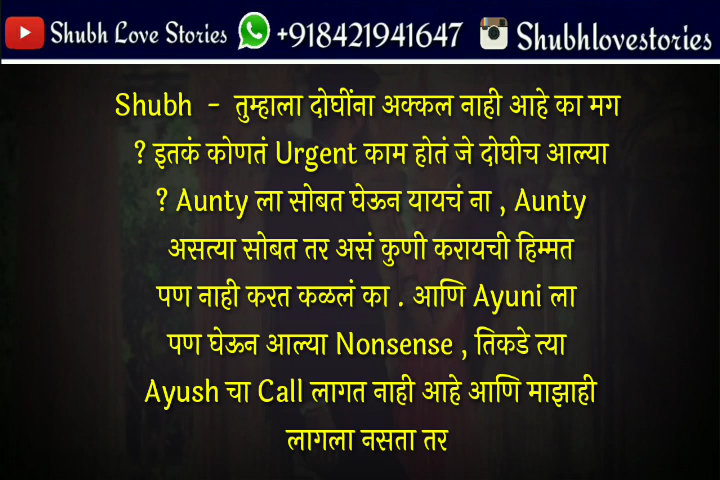 Shubh Love Stories +918421941647 Shubhlovestories
Shubh - तुम्हाला दोघींना अक्कल नाही आहे का मग
? इतकं कोणतं Urgent काम होतं जे दोघीच आल्या
? Aunty ला सोबत घेऊन यायचं ना , Aunty
असत्या सोबत तर असं कुणी करायची हिम्मत
पण नाही करत कळलं का . आणि Ayuni ला
पण घेऊन आल्या Nonsense , तिकडे त्या
Ayush चा Call लागत नाही आहे आणि माझाही
लागला नसता तर